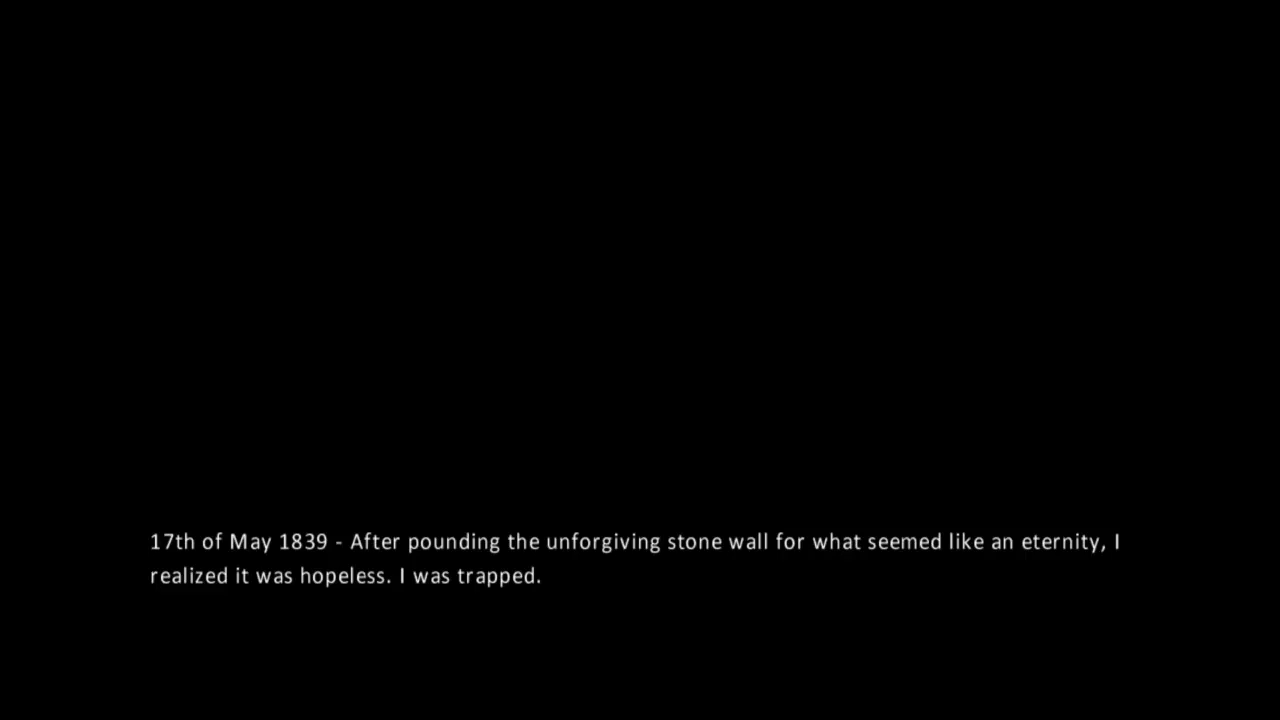 17th of May 1839 - After pounding the unforgiving stone wall for what seemed like an eternity, I
realized it was hopeless. I was trapped.